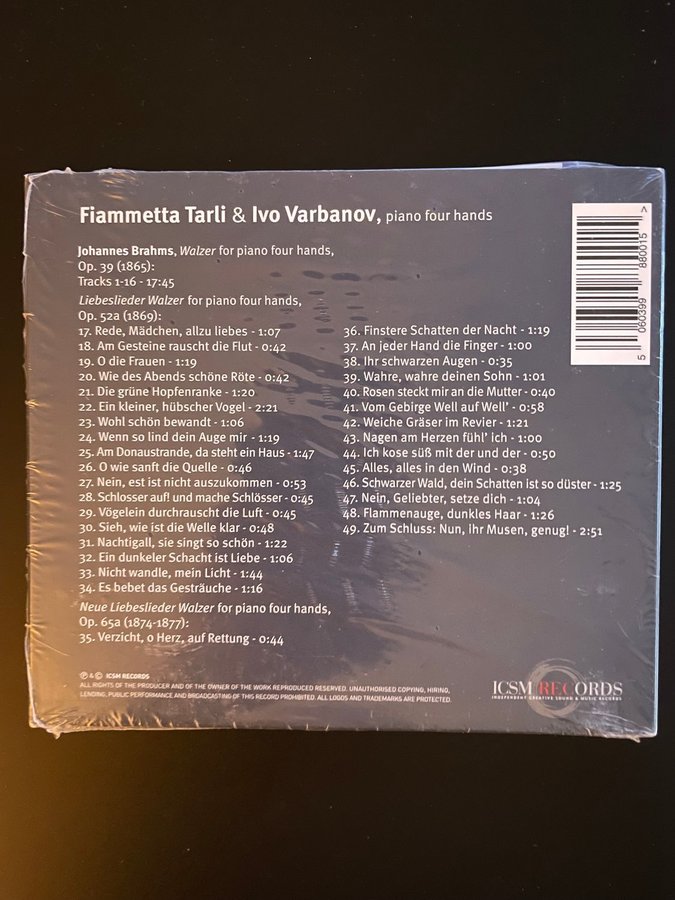 Fiammetta Tarli & Ivo Varbanov, piano four hands
Johannes Brahms, Walzer for piano four hands,
Op. 39 (1865):
Tracks 1-16 - 17:45
Liebeslieder Walzer for piano four hands,
Op. 52a (1869):
17. Rede, Mädchen, allzu liebes - 1:07
18. Am Gesteine rauscht die Flut - 0:42
19. O die Frauen - 1:19
20. Wie des Abends schöne Röte - 0:42
21. Die grüne Hopfenranke - 1:20
22. Ein kleiner, hübscher Vogel - 2:21
23. Wohl schön bewandt - 1:06
24. Wenn so lind dein Auge mir - 1:19
25. Am Donaustrande, da steht ein Haus - 1:47
26. O wie sanft die Quelle - 0:46
27. Nein, est ist nicht auszukommen - 0:53
28. Schlosser auf! und mache Schlösser - 0:45
29. Vögelein durchrauscht die Luft - 0:45
30. Sieh, wie ist die Welle klar - 0:48
31. Nachtigall, sie singt so schön - 1:22
32. Ein dunkeler Schacht ist Liebe - 1:06
33. Nicht wandle, mein Licht - 1:44
34. Es bebet das Gesträuche - 1:16
Neue Liebeslieder Walzer for piano four hands,
Op. 65a (1874-1877):
35. Verzicht, o Herz, auf Rettung - 0:44
36. Finstere Schatten der Nacht - 1:19
37. An jeder Hand die Finger - 1:00
38. Ihr schwarzen Augen - 0:35
39. Wahre, wahre deinen Sohn - 1:01
40. Rosen steckt mir an die Mutter - 0:40
41. Vom Gebirge Well auf Well' - 0:58
42. Weiche Gräser im Revier - 1:21
43. Nagen am Herzen fühl' ich - 1:00
44. Ich kose süß mit der und der - 0:50
45. Alles, alles in den Wind - 0:38
46. Schwarzer Wald, dein Schatten ist so düster - 1:25
47. Nein, Geliebter, setze dich - 1:04
48. Flammenauge, dunkles Haar - 1:26
49. Zum Schluss: Nun, ihr Musen, genug! - 2:51
5 060399 880015 >
℗ & © ICSM RECORDS
ALL RIGHTS OF THE PRODUCER AND OF THE OWNER OF THE WORK REPRODUCED RESERVED. UNAUTHORISED COPYING, HIRING,
LENDING, PUBLIC PERFORMANCE AND BROADCASTING OF THIS RECORD PROHIBITED. ALL LOGOS AND TRADEMARKS ARE PROTECTED.
ICSM RECORDS
INDEPENDENT CREATIVE SOUND & MUSIC RECORDS